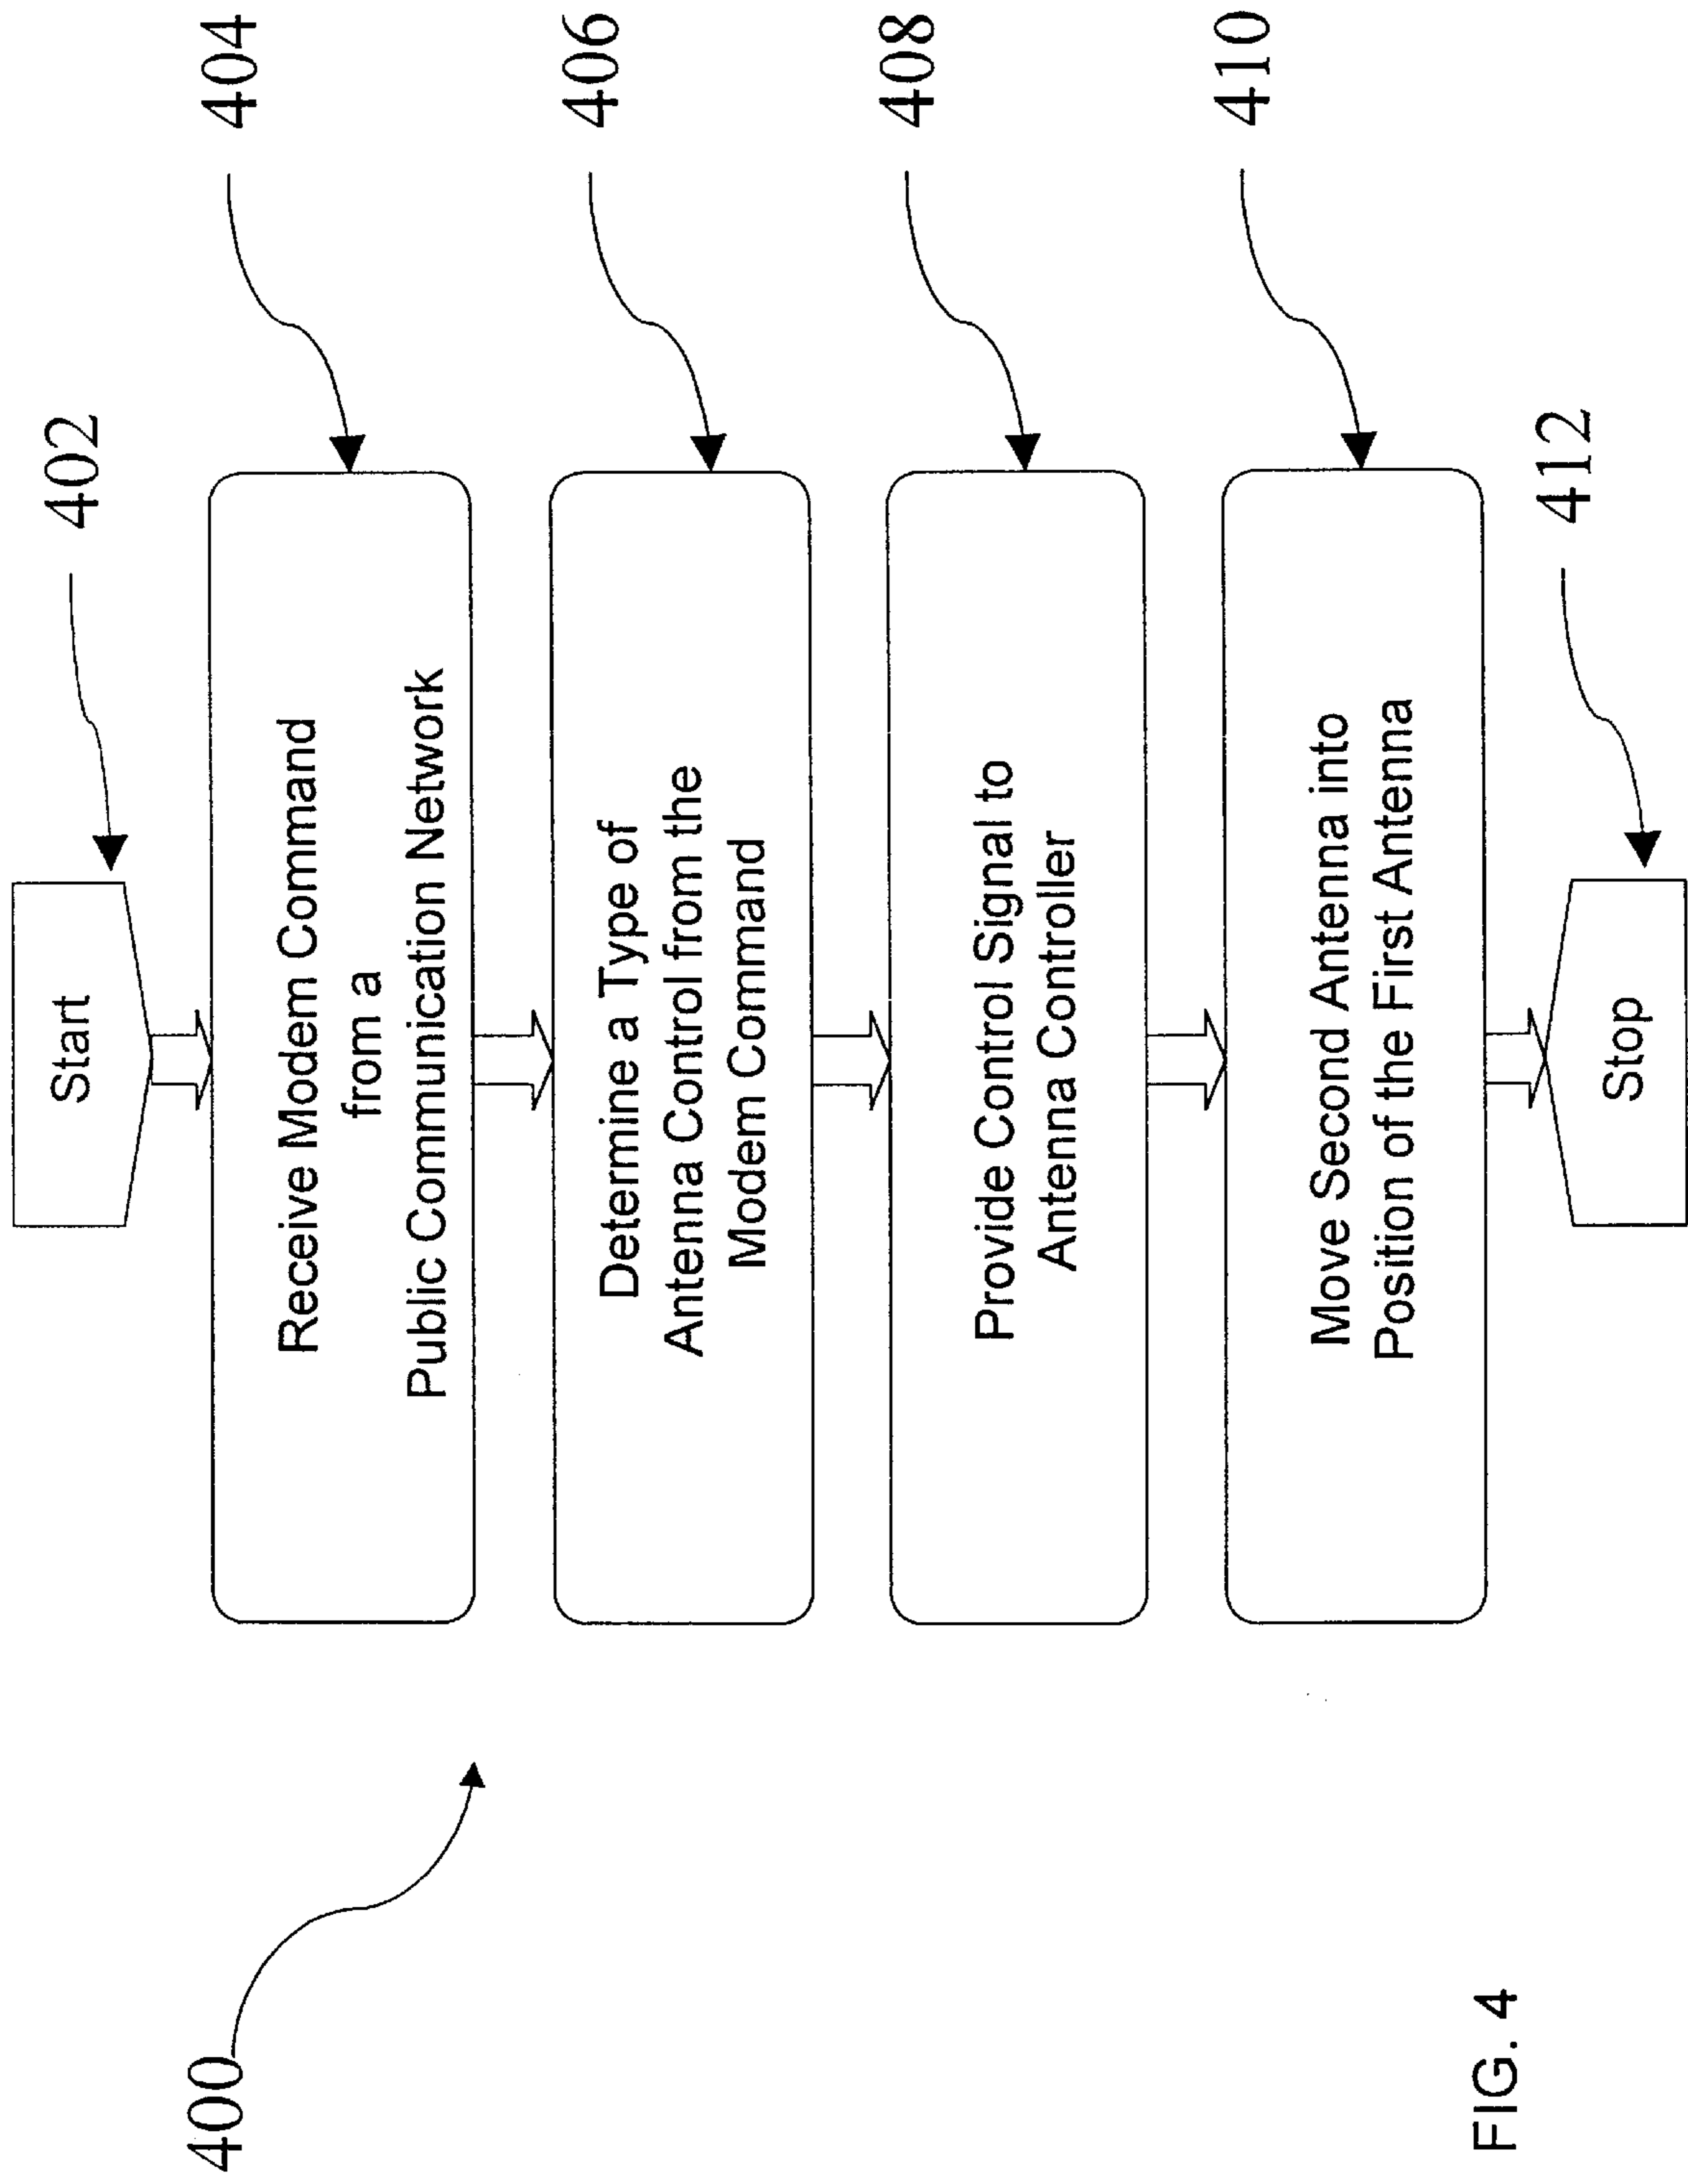 Start
402
Receive Modem Command
from a
Public Communication Network
404
Determine a Type of
Antenna Control from the
Modem Command
406
Provide Control Signal to
Antenna Controller
408
Move Second Antenna into
Position of the First Antenna
410
Stop
412
400
FIG. 4